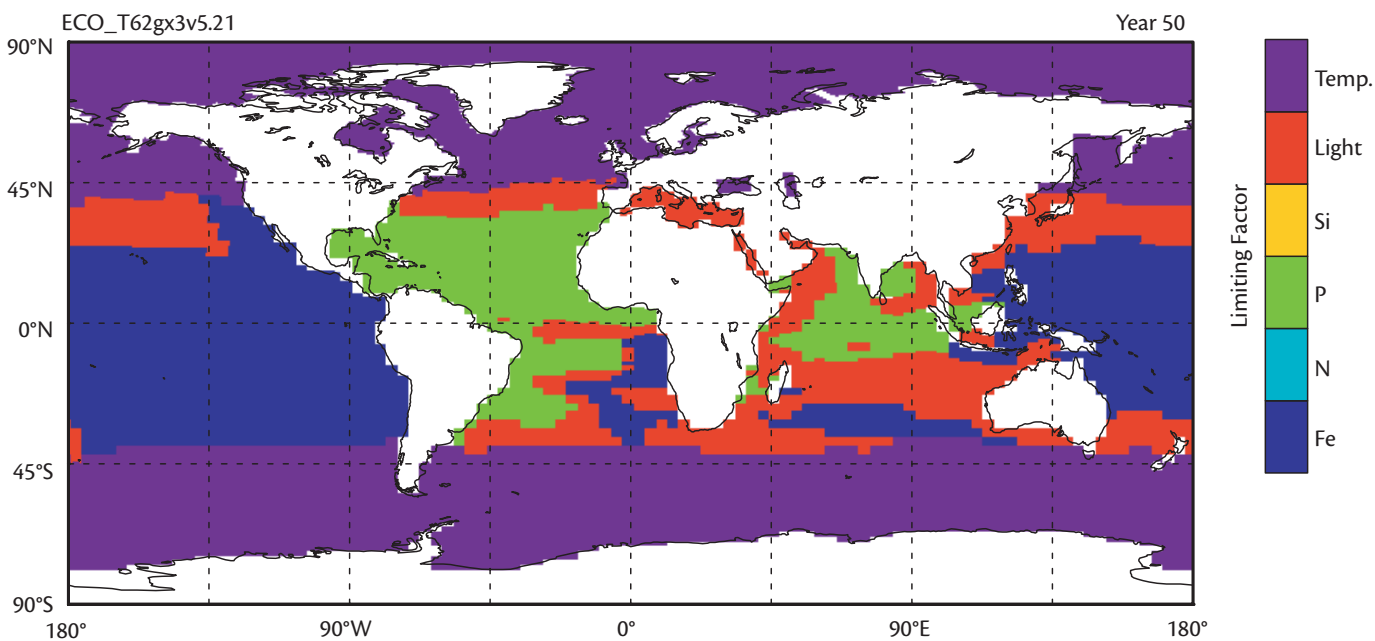 ECO_T62gx3v5.21 Year 50
90°N
45°N
0°N
45°S
90°S
180° 90°W 0° 90°E 180°
Limiting Factor
Temp.
Light
Si
P
N
Fe